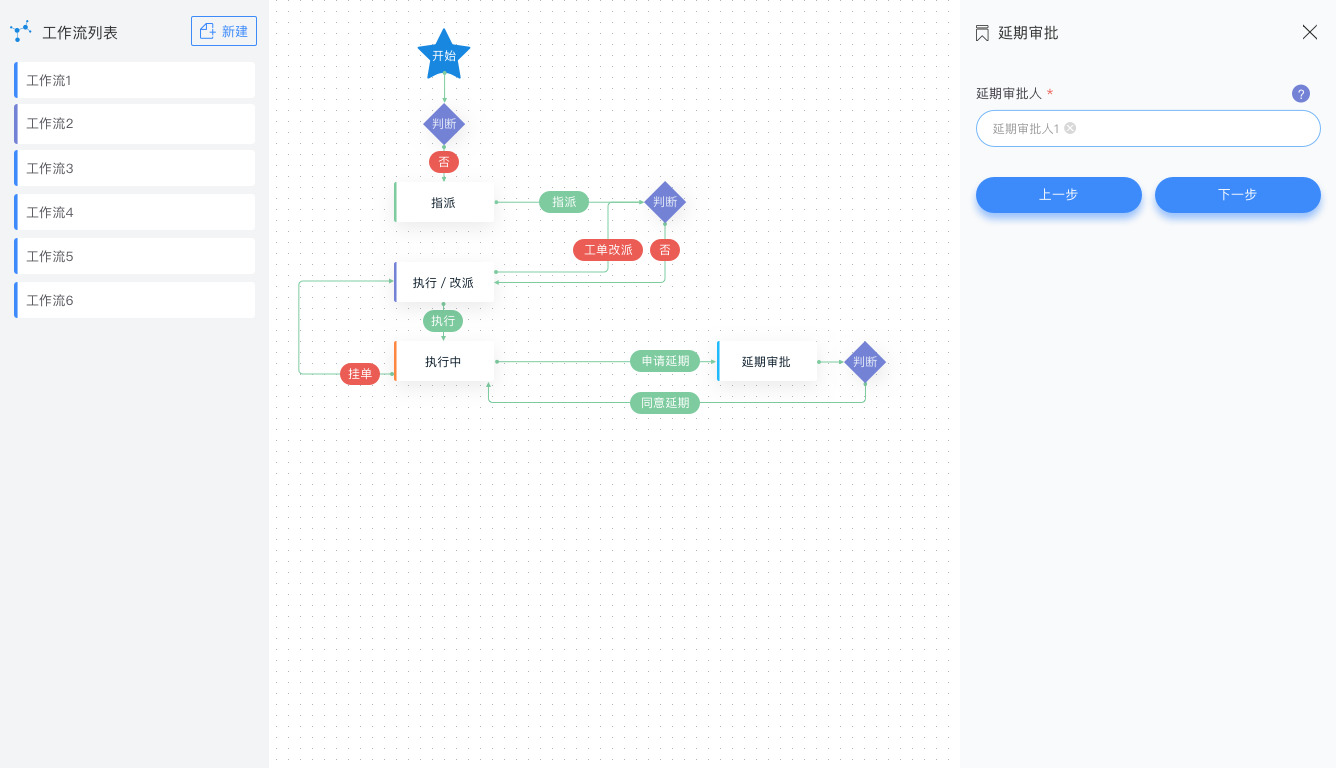 工作流列表
新建
工作流1
工作流2
工作流3
工作流4
工作流5
工作流6
开始
判断
否
指派
指派
判断
工单改派
否
执行 / 改派
执行
执行中
申请延期
延期审批
判断
挂单
同意延期
延期审批
延期审批人 *
?
延期审批人1
上一步
下一步